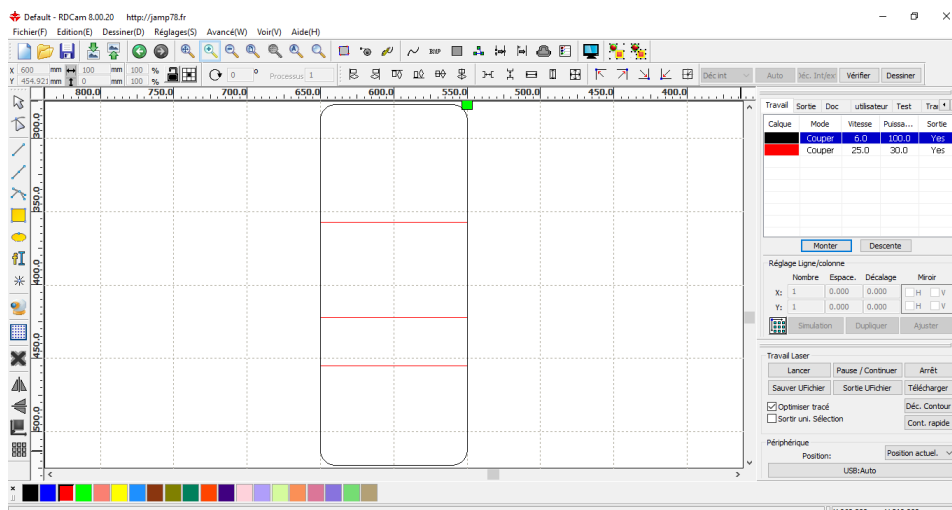 Default - RDCam 8.00.20 http://jamp78.fr
Fichier(F) Edition(E) Dessiner(D) Réglages(S) Avancé(W) Voir(V) Aide(H)
X 600 mm 100 mm 100 % 0 ° Processus 1 Déc int Auto Déc. Int/ex Vérifier Dessiner
Y 454.921 mm 0 mm 100 %
800.0 750.0 700.0 650.0 600.0 550.0 500.0 450.0 400.0
300.0
350.0
400.0
450.0
500.0
Travail Sortie Doc utilisateur Test
Calque Mode Vitesse Puissa... Sortie
Couper 6.0 100.0 Yes
Couper 25.0 30.0 Yes
Monter Descente
Réglage Ligne/colonne
Nombre Espace. Décalage Miroir
X: 1 0.000 0.000 H V
Y: 1 0.000 0.000 H V
Simulation Dupliquer Ajuster
Travail Laser
Lancer Pause / Continuer Arrêt
Sauver UFichier Sortie UFichier Télécharger
Optimiser tracé Déc. Contour
Sortir uni. Sélection Cont. rapide
Périphérique
Position: Position actuel.
USB:Auto